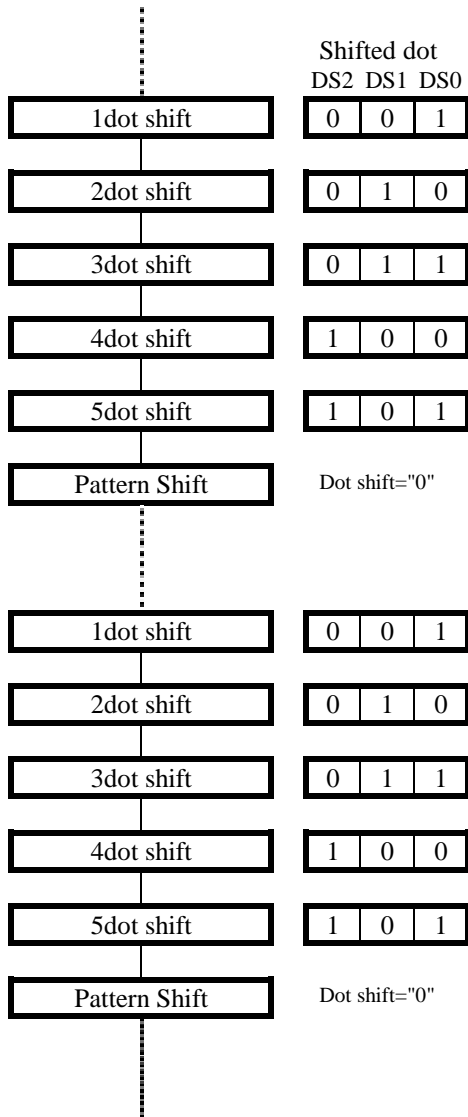 Shifted dot
DS2 DS1 DS0
1dot shift 0 0 1
2dot shift 0 1 0
3dot shift 0 1 1
4dot shift 1 0 0
5dot shift 1 0 1
Pattern Shift Dot shift="0"
1dot shift 0 0 1
2dot shift 0 1 0
3dot shift 0 1 1
4dot shift 1 0 0
5dot shift 1 0 1
Pattern Shift Dot shift="0"